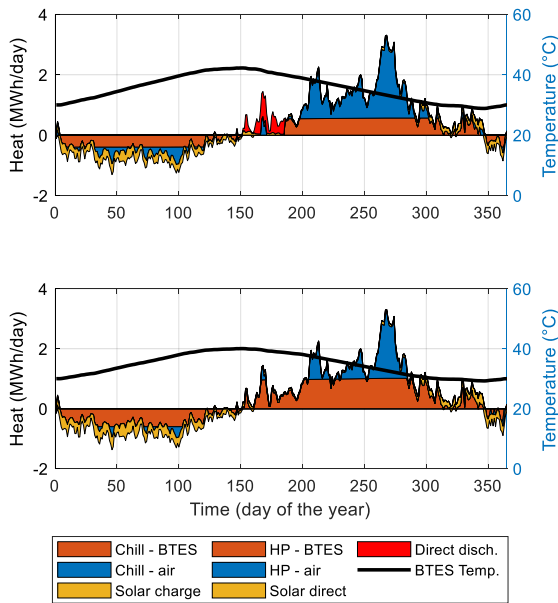 4
2
0
-2
Heat (MWh/day)
60
40
20
0
Temperature (°C)
0 50 100 150 200 250 300 350
4
2
0
-2
Heat (MWh/day)
60
40
20
0
Temperature (°C)
0 50 100 150 200 250 300 350
Time (day of the year)
Chill - BTES HP - BTES Direct disch.
Chill - air HP - air BTES Temp.
Solar charge Solar direct